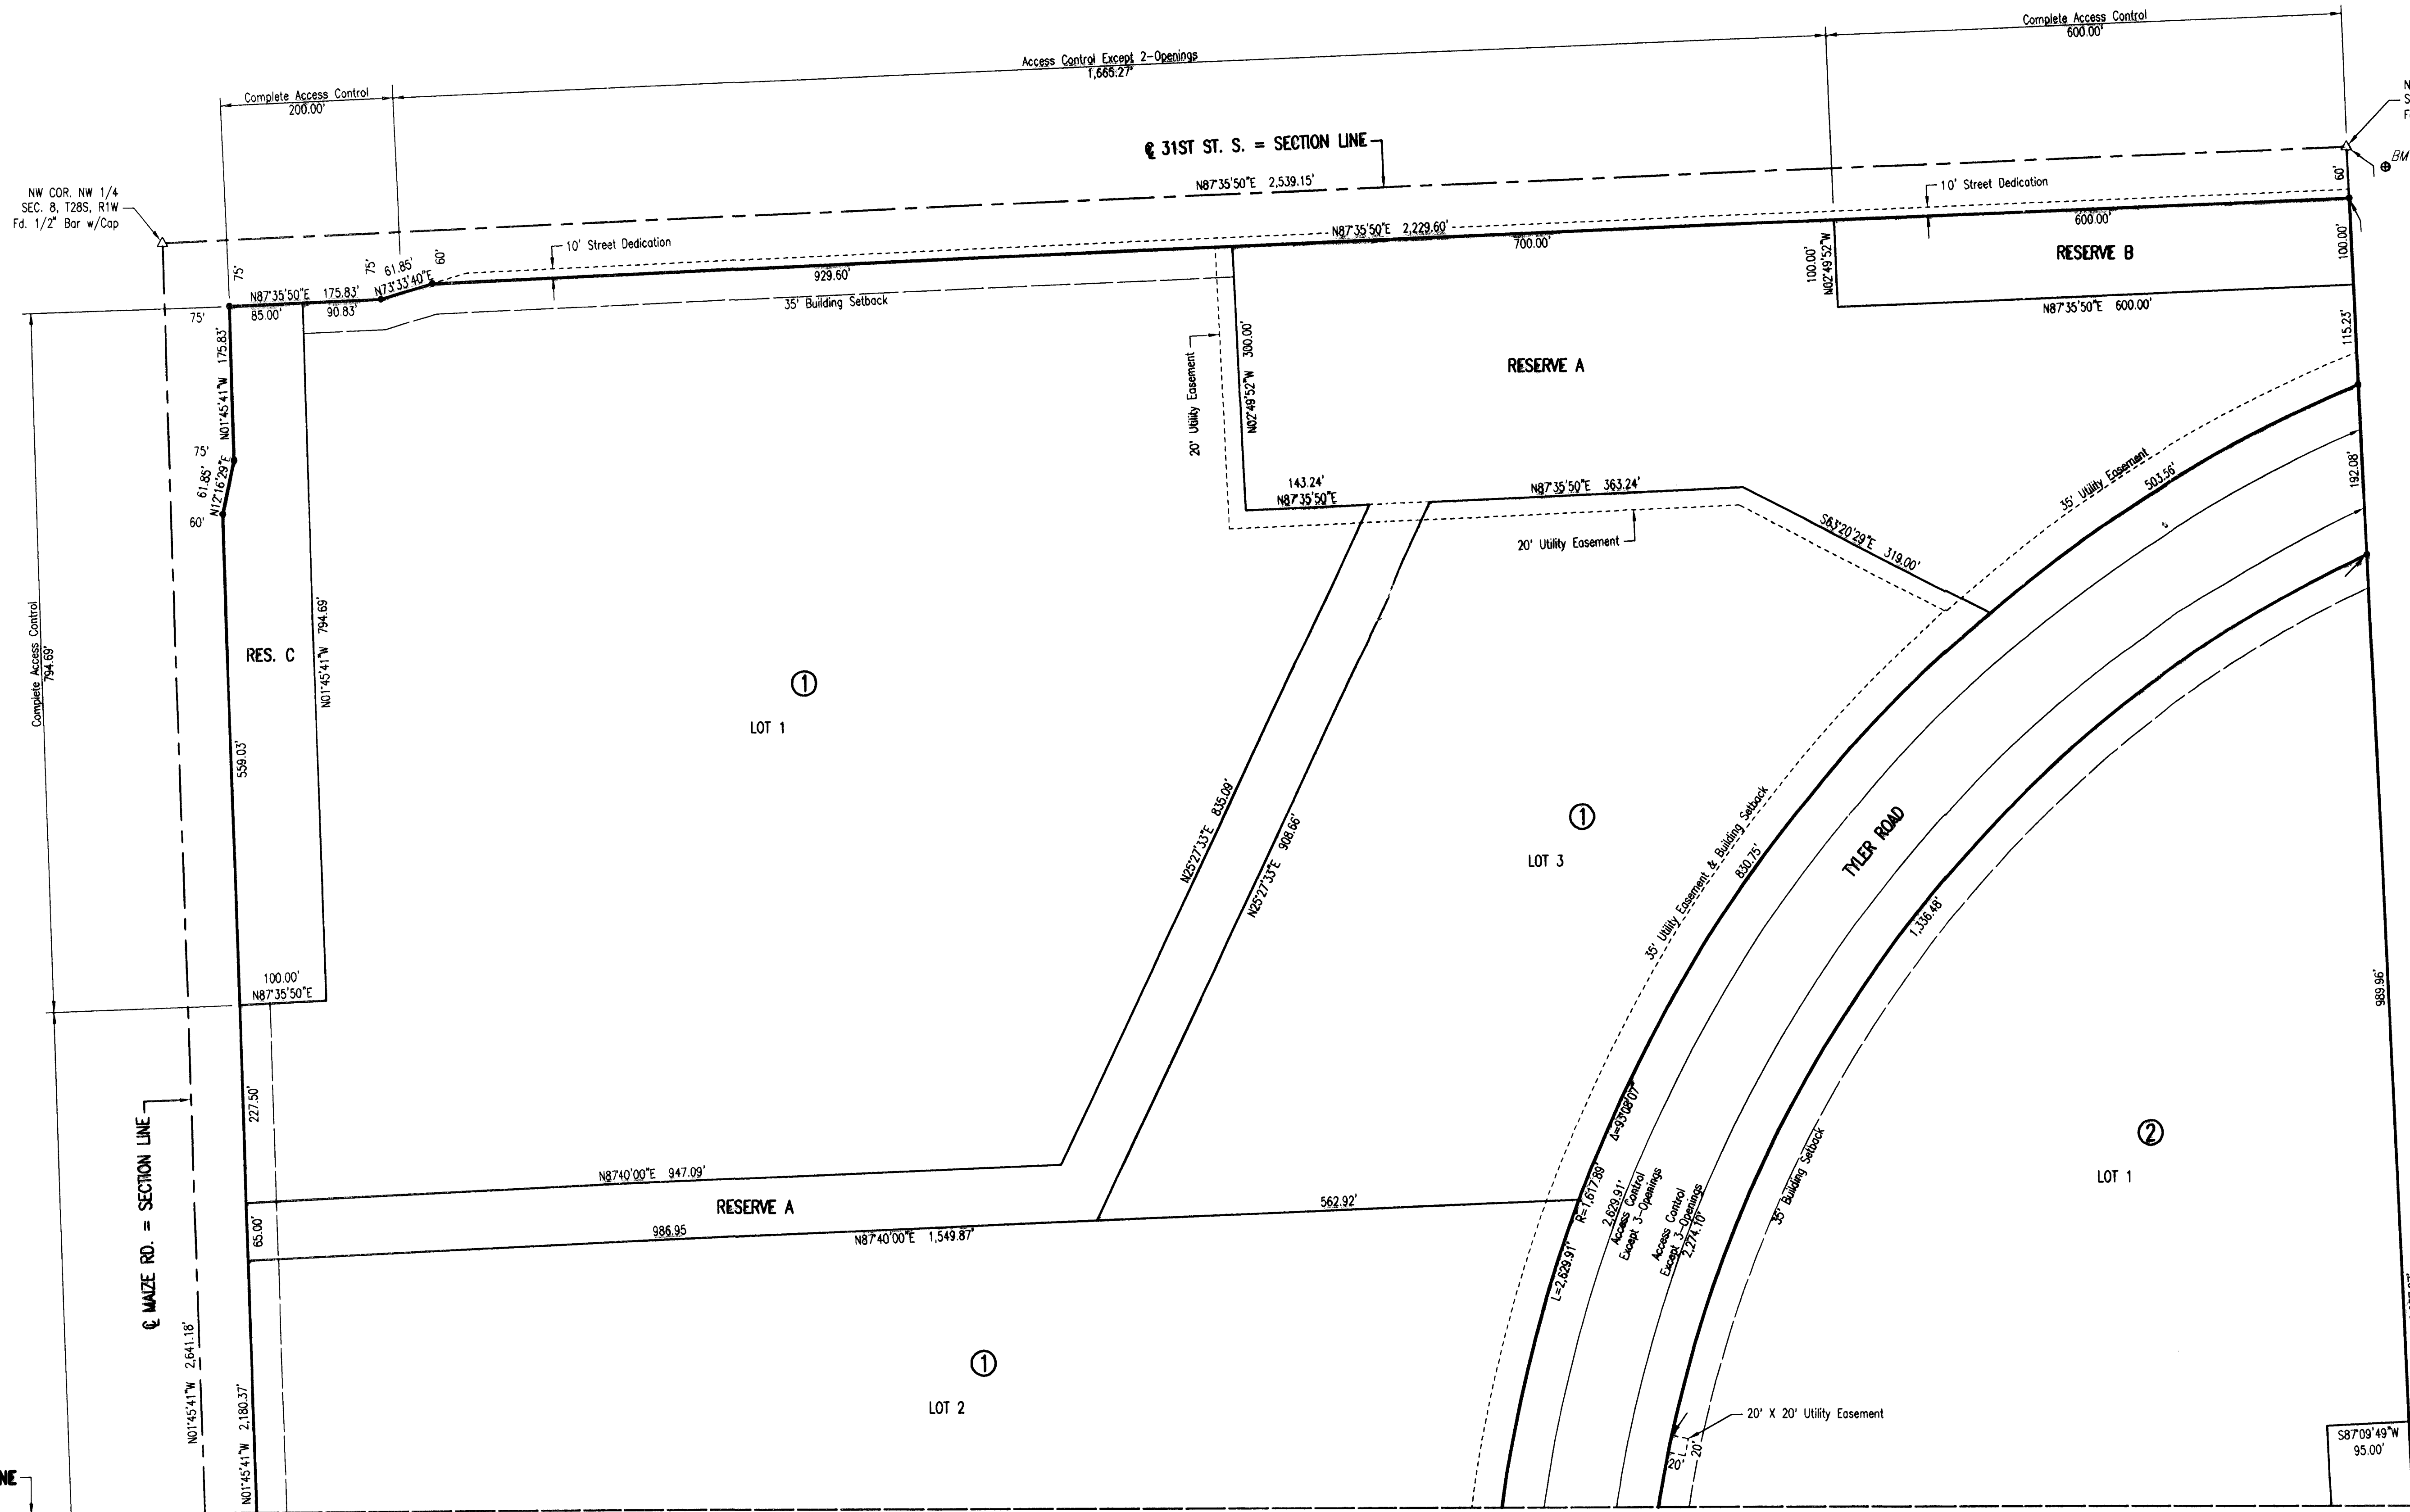 Complete Access Control
600.00'
Access Control Except 2-Openings
1,665.27'
Complete Access Control
200.00'
℄ 31ST ST. S. = SECTION LINE
N87°35'50"E 2,539.15'
BM
60'
NW COR. NW 1/4
SEC. 8, T28S, R1W
Fd. 1/2" Bar w/Cap
10' Street Dedication
10' Street Dedication
N87°35'50"E 2,229.60'
700.00'
600.00'
929.60'
75'
75'
61.85'
N73°33'40"E
60'
N87°35'50"E 175.83'
85.00'
90.83'
75'
35' Building Setback
100.00'
N02°49'52"W
RESERVE B
100.00'
N87°35'50"E 600.00'
115.23'
N01°45'41"W 175.83'
75'
61.85'
N12°16'29"E
60'
20' Utility Easement
N02°49'52"W 300.00'
RESERVE A
143.24'
N87°35'50"E
N87°35'50"E 363.24'
20' Utility Easement
S63°20'29"E 319.00'
35' Utility Easement
503.56'
192.08'
Complete Access Control
794.69'
RES. C
N01°45'41"W 794.69'
559.03'
1
LOT 1
N25°27'33"E 835.09'
N25°27'33"E 908.66'
1
LOT 3
35' Utility Easement & Building Setback
830.75'
TYLER ROAD
1,336.48'
989.96'
100.00'
N87°35'50"E
227.50'
℄ MAIZE RD. = SECTION LINE
N87°40'00"E 947.09'
RESERVE A
65.00'
986.95
N87°40'00"E 1,549.87'
562.92'
Δ=93°08'07"
R=1,617.89'
L=2,629.91'
2,629.91'
Access Control
Except 3-Openings
Access Control
Except 3-Openings
2,274.10'
35' Building Setback
2
LOT 1
N01°45'41"W 2,641.18'
N01°45'41"W 2,180.37'
1
LOT 2
20' X 20' Utility Easement
20'
20'
S87°09'49"W
95.00'
NE